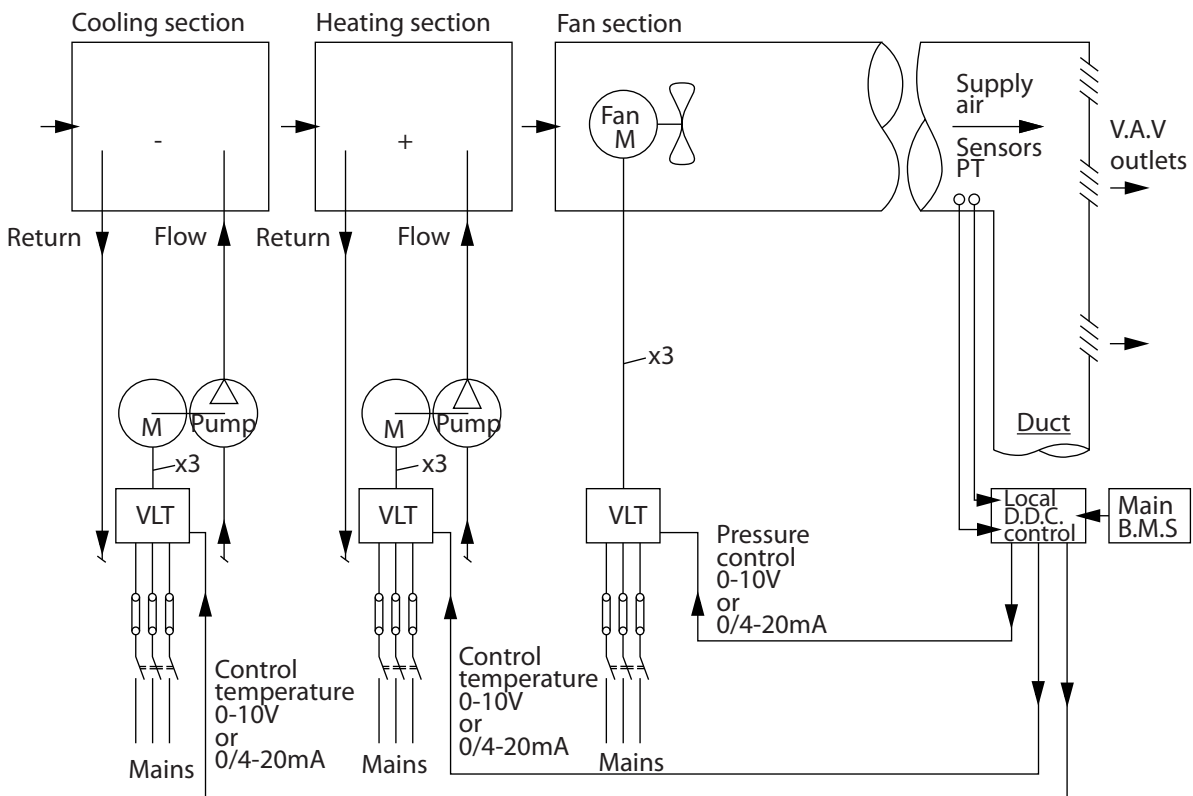 Cooling section
Heating section
Fan section
-
+
Fan
M
Supply
air
Sensors
PT
V.A.V
outlets
Return
Flow
Return
Flow
x3
M
Pump
M
Pump
Duct
x3
x3
VLT
VLT
VLT
Local
D.D.C.
control
Main
B.M.S
Pressure
control
0-10V
or
0/4-20mA
Control
temperature
0-10V
or
0/4-20mA
Control
temperature
0-10V
or
0/4-20mA
Mains
Mains
Mains